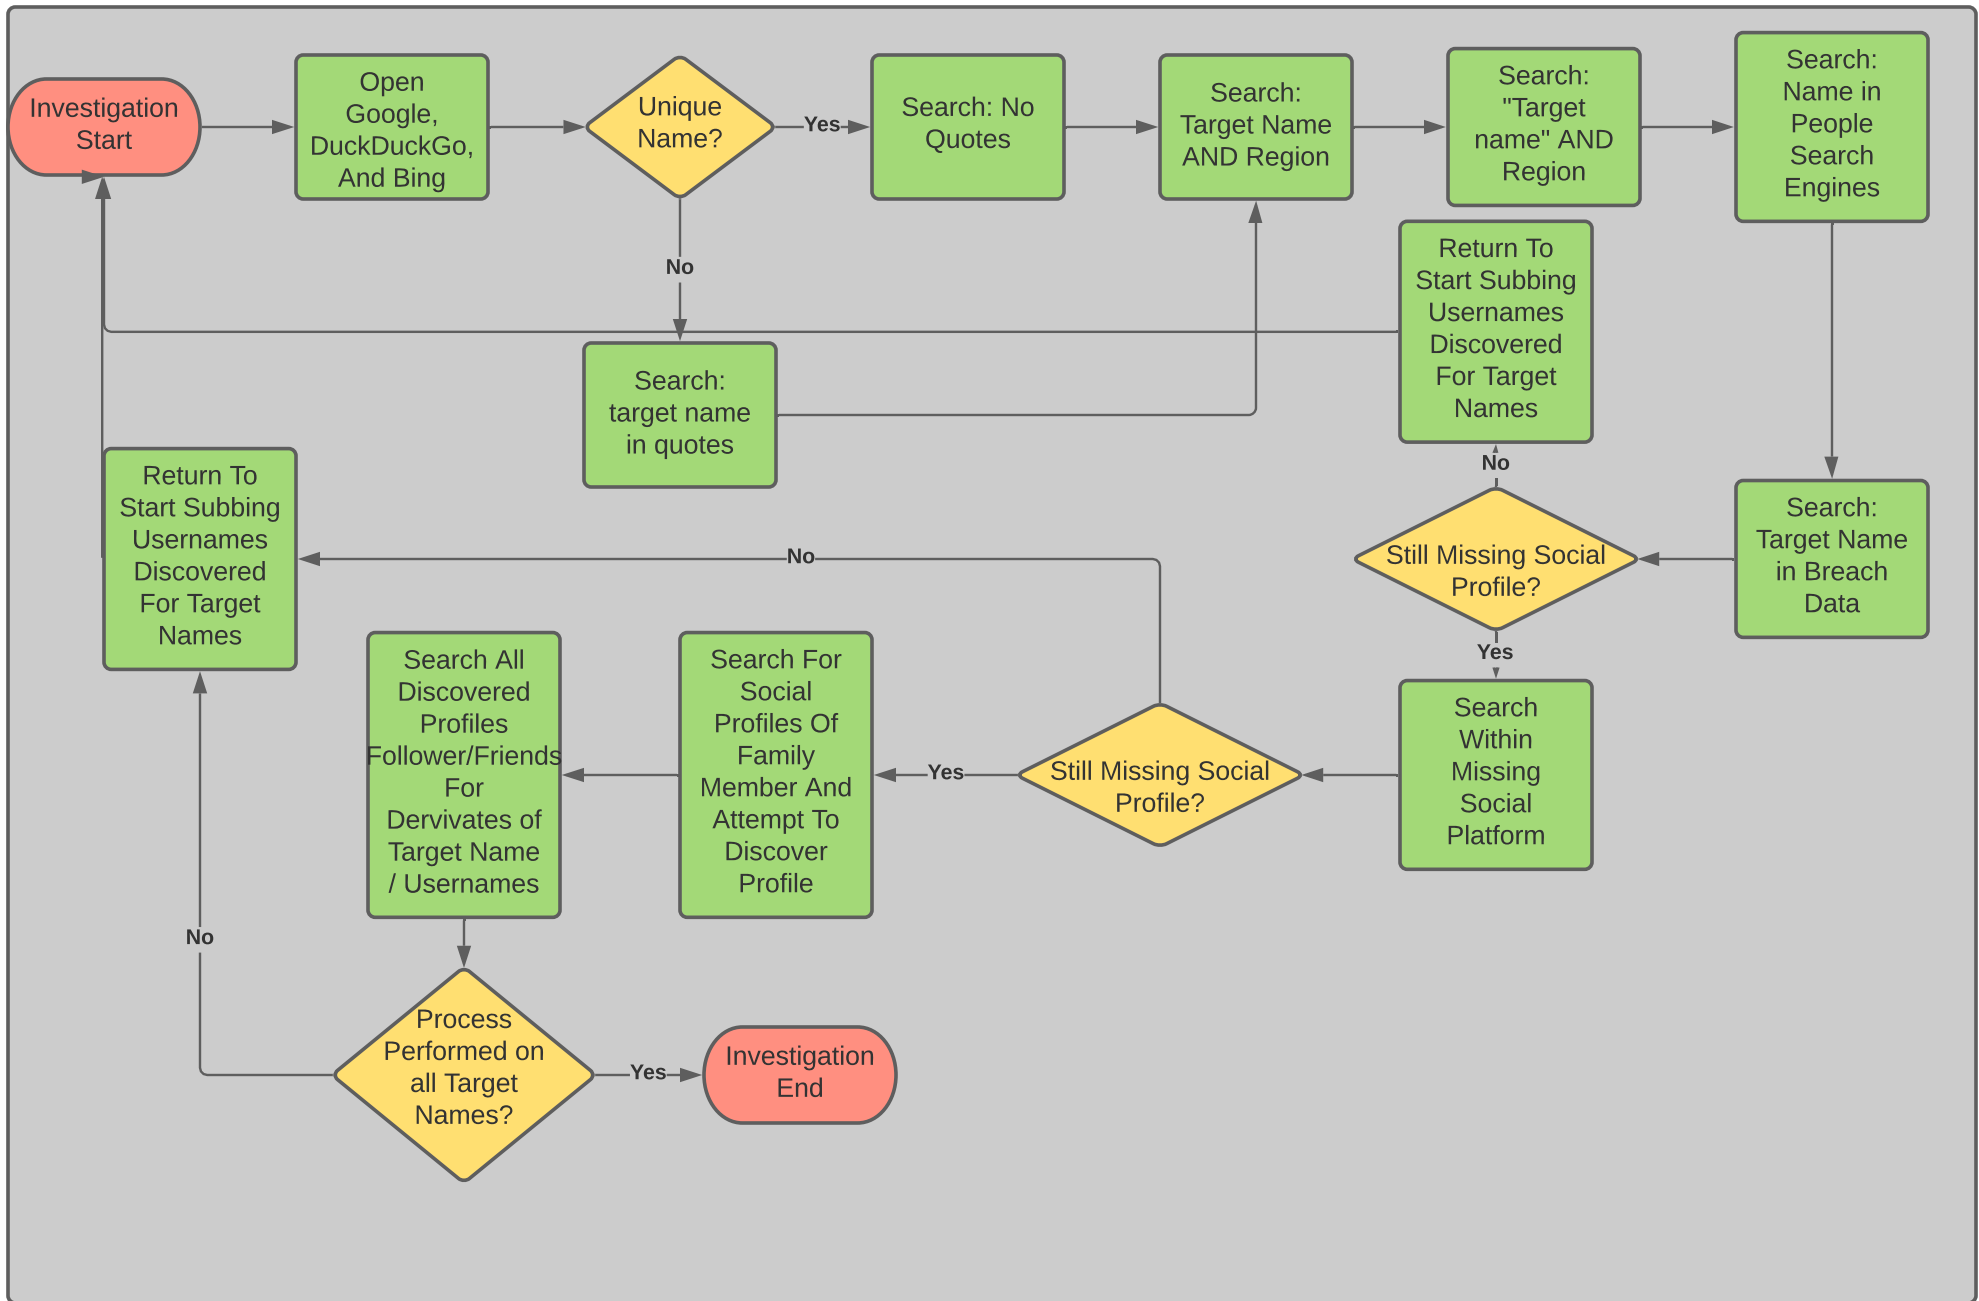 Investigation
Start
Open
Google,
DuckDuckGo,
And Bing
Unique
Name?
Yes
Search: No
Quotes
Search:
Target Name
AND Region
Search:
"Target
name" AND
Region
Search:
Name in
People
Search
Engines
No
Search:
target name
in quotes
Return To
Start Subbing
Usernames
Discovered
For Target
Names
No
Still Missing Social
Profile?
Yes
Search:
Target Name
in Breach
Data
Search
Within
Missing
Social
Platform
Still Missing Social
Profile?
No
Yes
Return To
Start Subbing
Usernames
Discovered
For Target
Names
Search For
Social
Profiles Of
Family
Member And
Attempt To
Discover
Profile
Search All
Discovered
Profiles
Follower/Friends
For
Dervivates of
Target Name
/ Usernames
No
Process
Performed on
all Target
Names?
Yes
Investigation
End